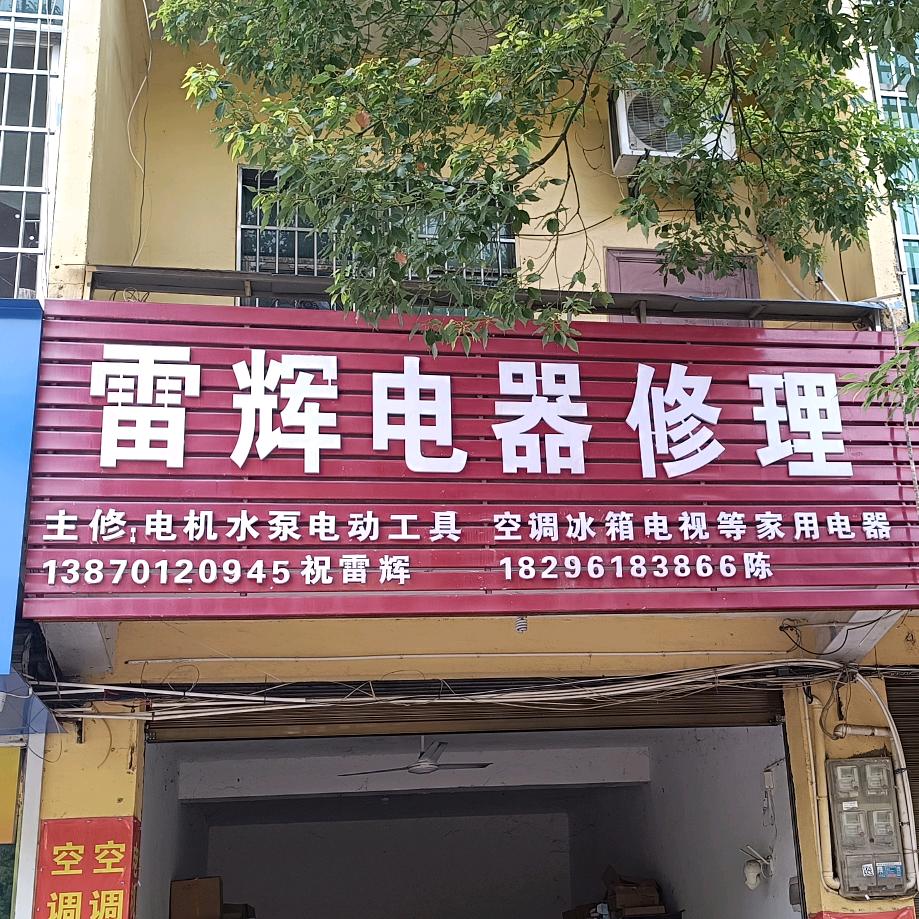 雷辉电器修理
主修:电机水泵电动工具 空调冰箱电视等家用电器
13870120945祝雷辉 18296183866陈
空调
空调